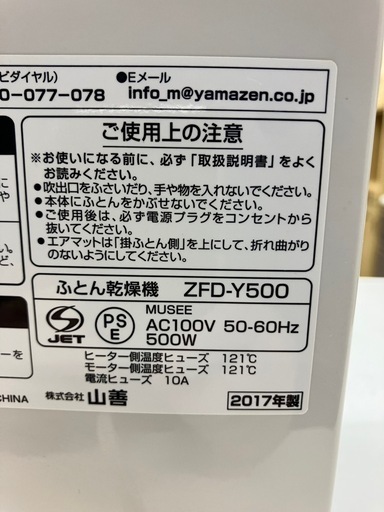 ビダイヤル)
0-077-078
●Eメール
info_m@yamazen.co.jp
ご使用上の注意
※お使いになる前に、必ず「取扱説明書」をよく
お読みください。
●吹出口をふさいだり、手や物を入れないでください。
●本体にふとんをかぶせないでください。
●ご使用後は、必ず電源プラグをコンセントから
抜いてください。
●エアマットは「掛ふとん側」を上にして、折れ曲がり
のないようにしてください。
ふとん乾燥機 ZFD-Y500
S
JET
PS
E
MUSEE
AC100V 50-60Hz
500W
ヒーター側温度ヒューズ 121℃
モーター側温度ヒューズ 121℃
電流ヒューズ 10A
株式会社 山善
2017年製
に
や
い。
る
ーを
CHINA